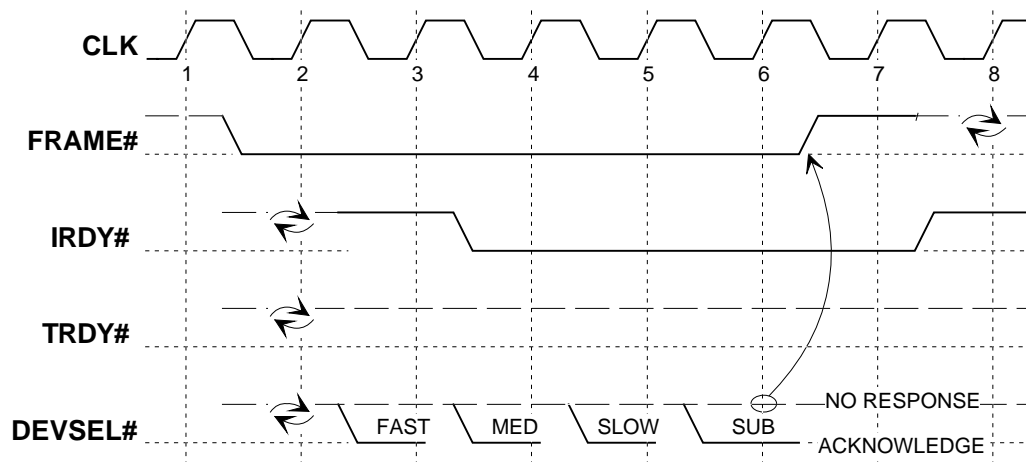 CLK
1 2 3 4 5 6 7 8
FRAME#
IRDY#
TRDY#
NO RESPONSE
DEVSEL# FAST MED SLOW SUB
ACKNOWLEDGE